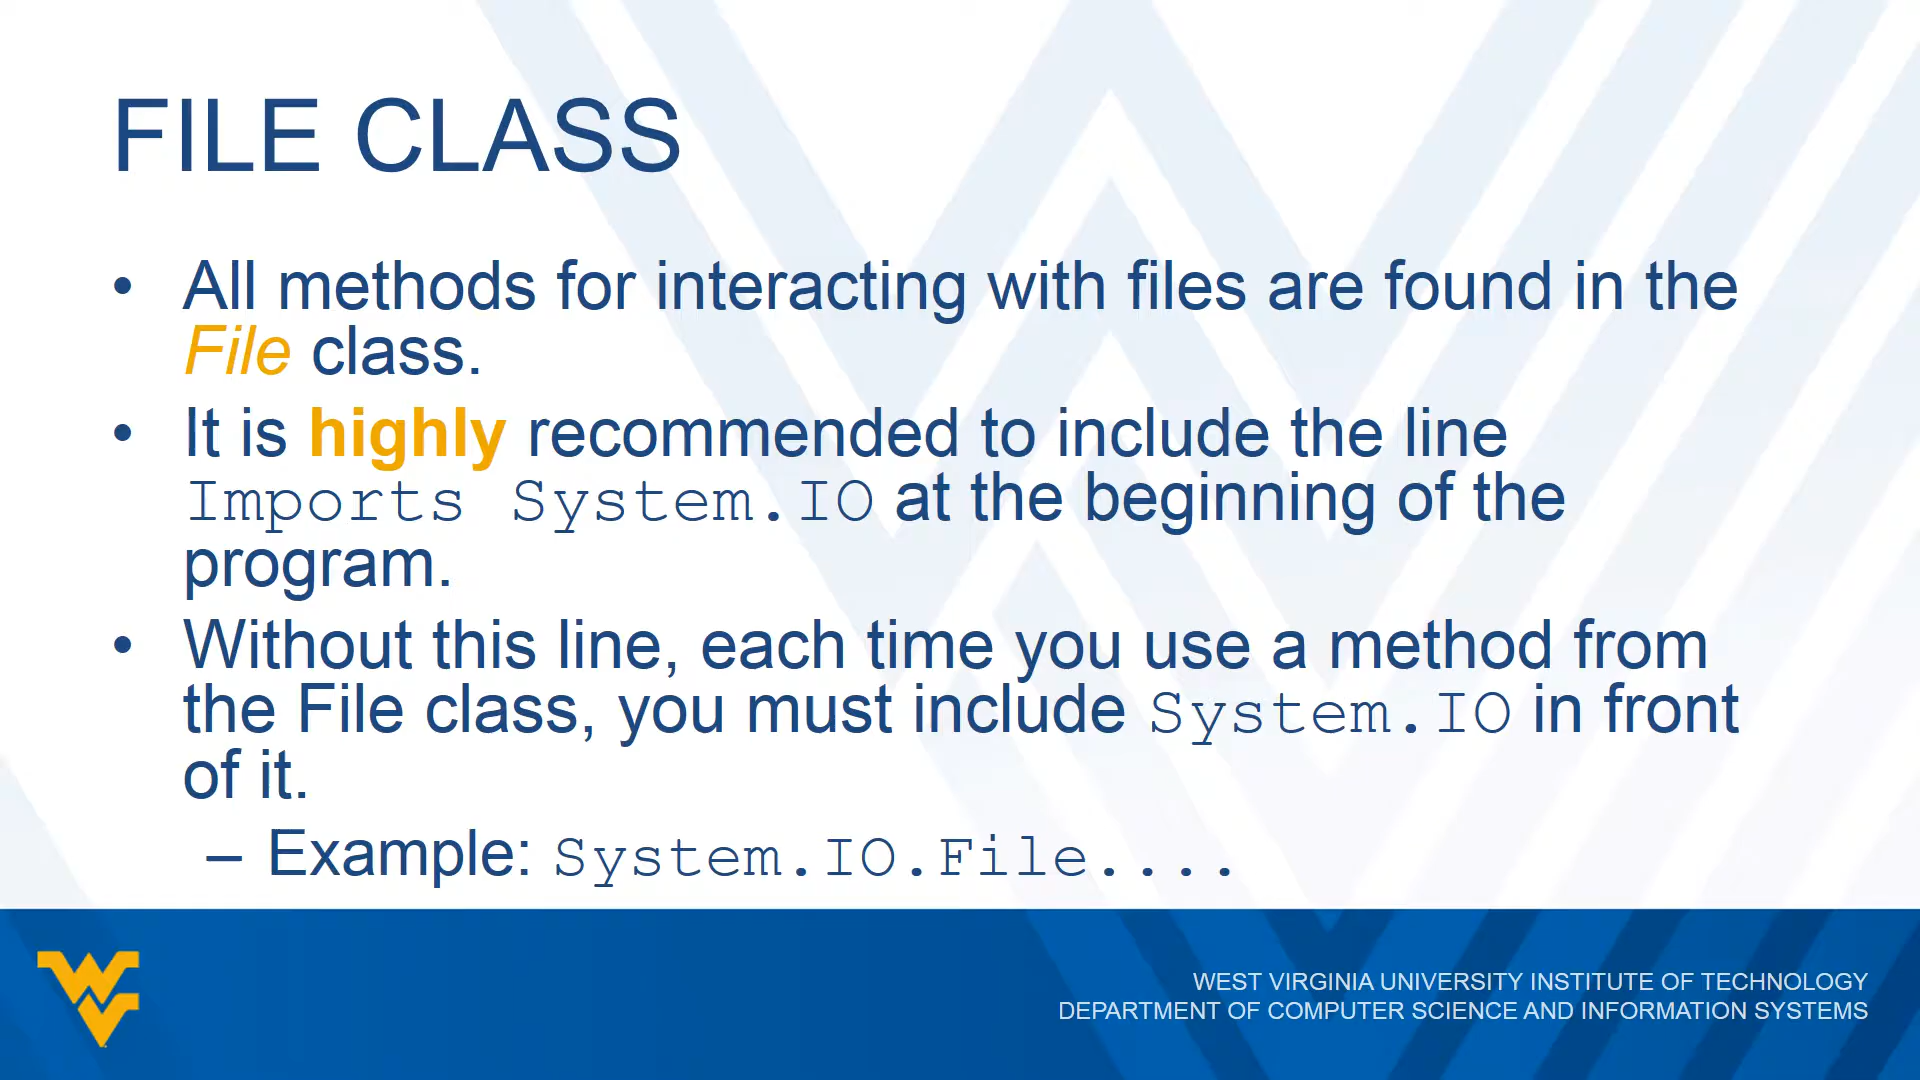 FILE CLASS
• All methods for interacting with files are found in the
File class.
• It is highly recommended to include the line
Imports System.IO at the beginning of the
program.
• Without this line, each time you use a method from
the File class, you must include System.IO in front
of it.
– Example: System.IO.File....
WEST VIRGINIA UNIVERSITY INSTITUTE OF TECHNOLOGY
DEPARTMENT OF COMPUTER SCIENCE AND INFORMATION SYSTEMS